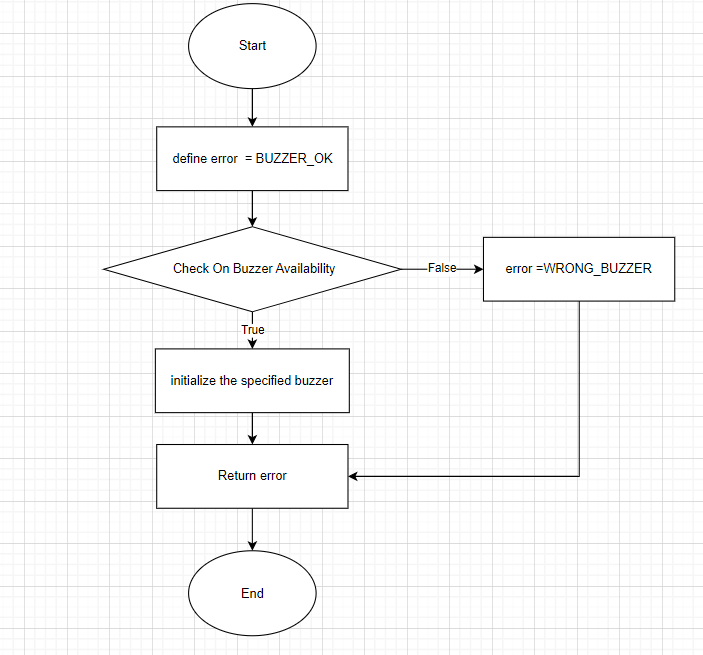 Start
define error = BUZZER_OK
Check On Buzzer Availability
False
error =WRONG_BUZZER
True
initialize the specified buzzer
Return error
End